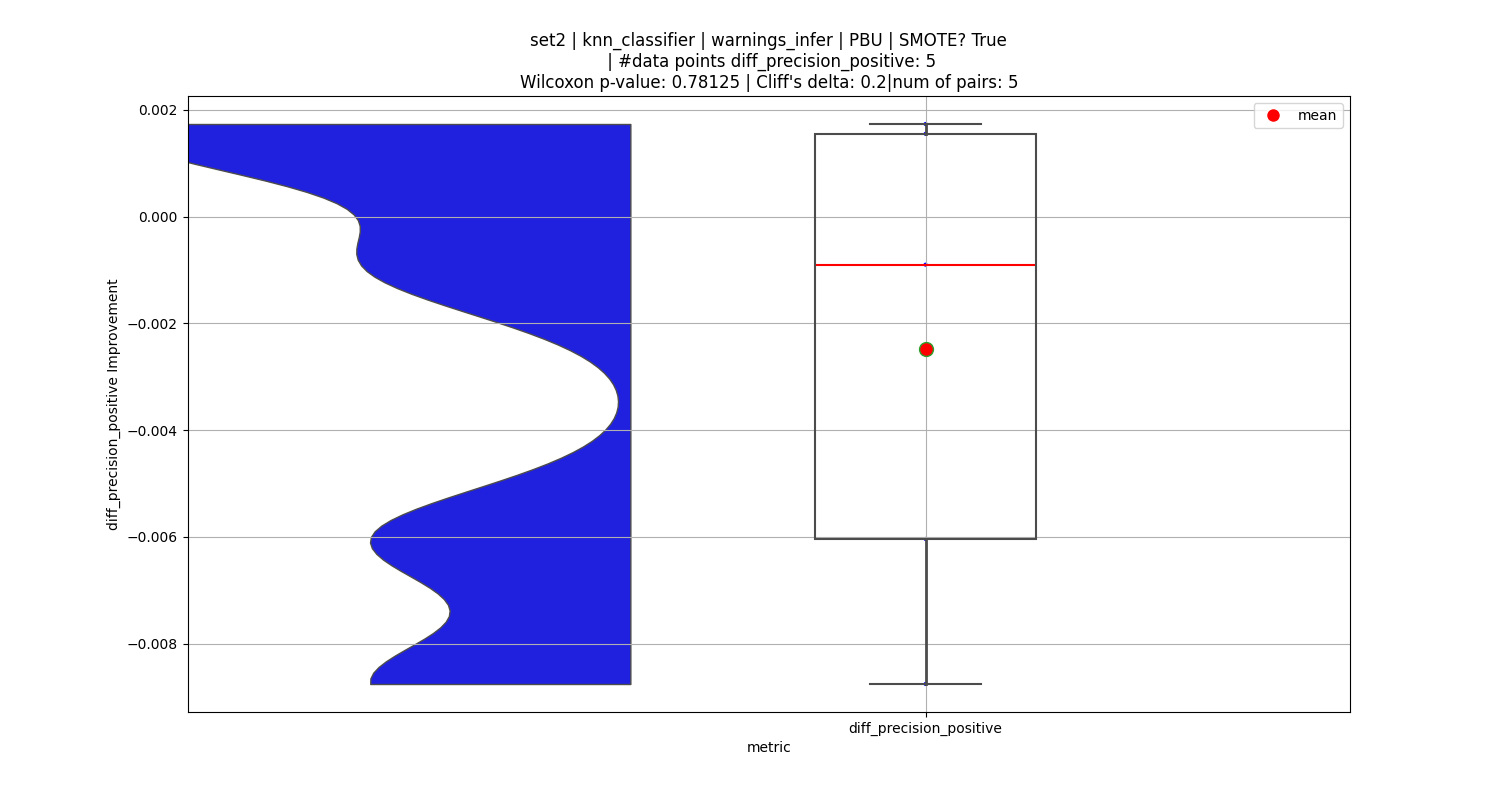 set2 | knn_classifier | warnings_infer | PBU | SMOTE? True
| #data points diff_precision_positive: 5
Wilcoxon p-value: 0.78125 | Cliff's delta: 0.2|num of pairs: 5
mean
0.002
0.000
−0.002
−0.004
−0.006
−0.008
diff_precision_positive Improvement
diff_precision_positive
metric